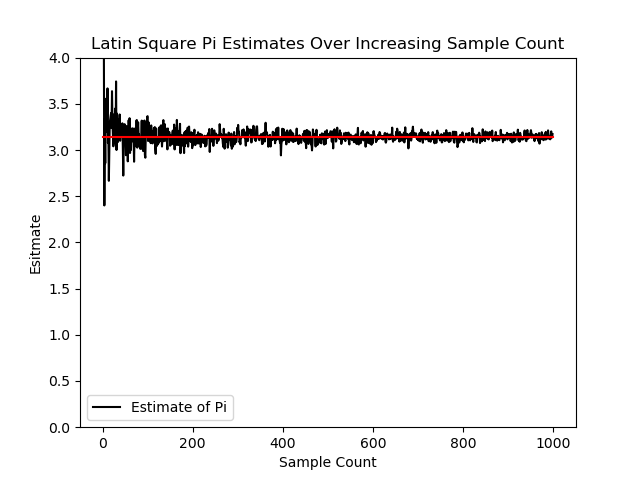 Latin Square Pi Estimates Over Increasing Sample Count
4.0
3.5
3.0
2.5
2.0
1.5
1.0
0.5
0.0
Esitmate
Estimate of Pi
0 200 400 600 800 1000
Sample Count